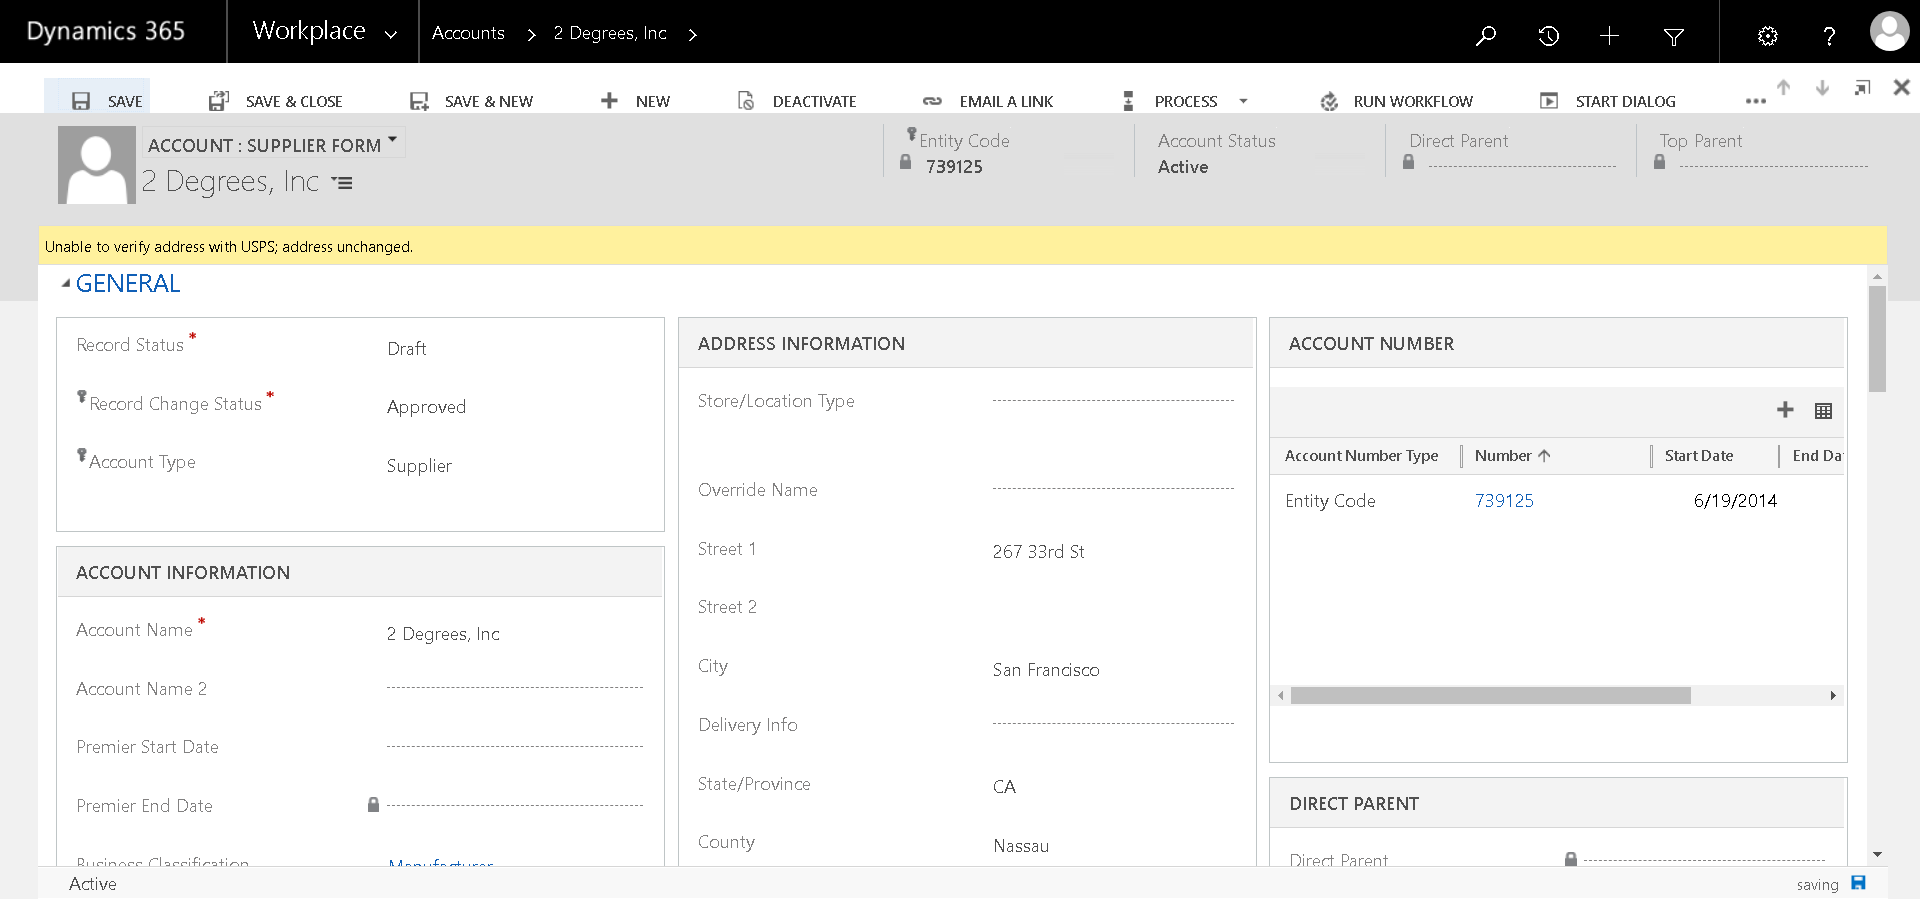 Dynamics 365
Workplace
Accounts
2 Degrees, Inc
SAVE
SAVE & CLOSE
SAVE & NEW
NEW
DEACTIVATE
EMAIL A LINK
PROCESS
RUN WORKFLOW
START DIALOG
ACCOUNT : SUPPLIER FORM
2 Degrees, Inc
Entity Code
739125
Account Status
Active
Direct Parent
Top Parent
Unable to verify address with USPS; address unchanged.
GENERAL
Record Status *
Draft
Record Change Status *
Approved
Account Type
Supplier
ACCOUNT INFORMATION
Account Name *
2 Degrees, Inc
Account Name 2
Premier Start Date
Premier End Date
Business Classification
Manufacturer
ADDRESS INFORMATION
Store/Location Type
Override Name
Street 1
267 33rd St
Street 2
City
San Francisco
Delivery Info
State/Province
CA
County
Nassau
ACCOUNT NUMBER
Account Number Type
Number
Start Date
End Da
Entity Code
739125
6/19/2014
DIRECT PARENT
Direct Parent
Active
saving